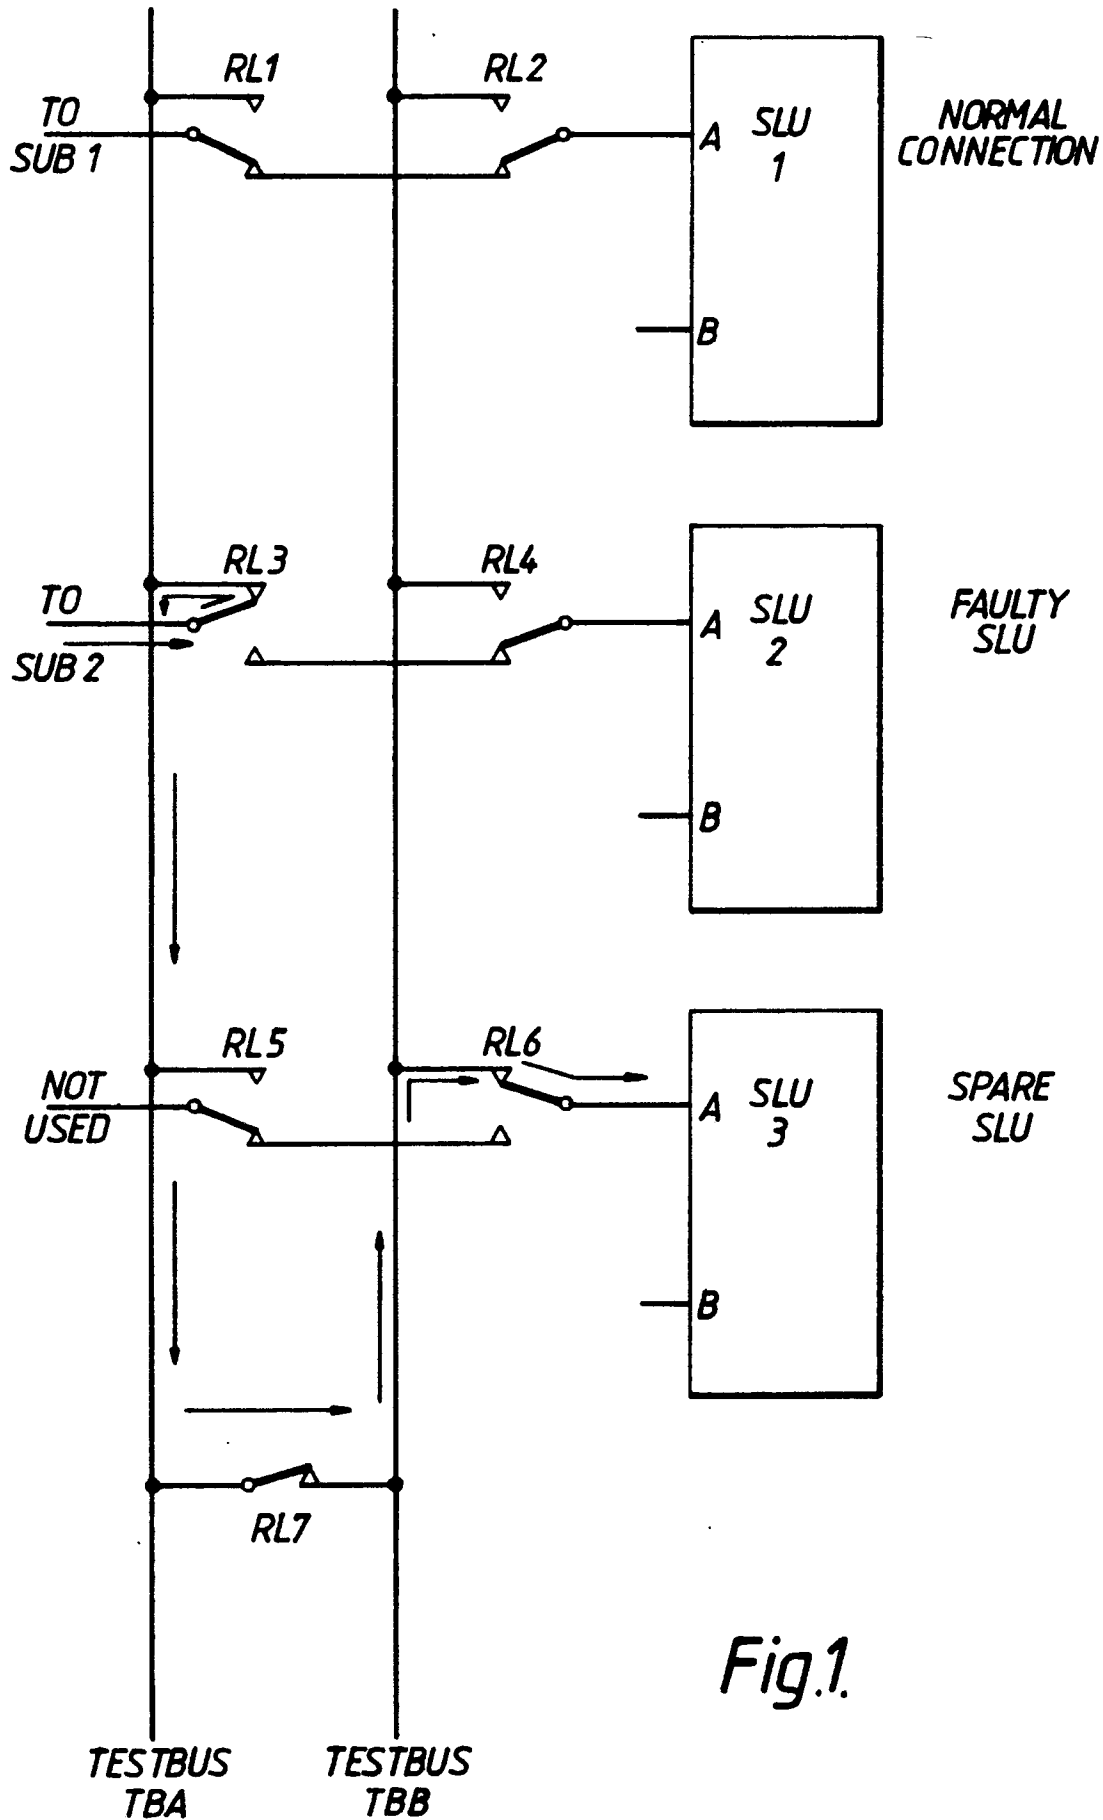 RL1
RL2
TO
SUB 1
A
SLU
1
B
NORMAL
CONNECTION
RL3
RL4
TO
SUB 2
A
SLU
2
B
FAULTY
SLU
RL5
RL6
NOT
USED
A
SLU
3
B
SPARE
SLU
RL7
Fig.1.
TESTBUS
TBA
TESTBUS
TBB